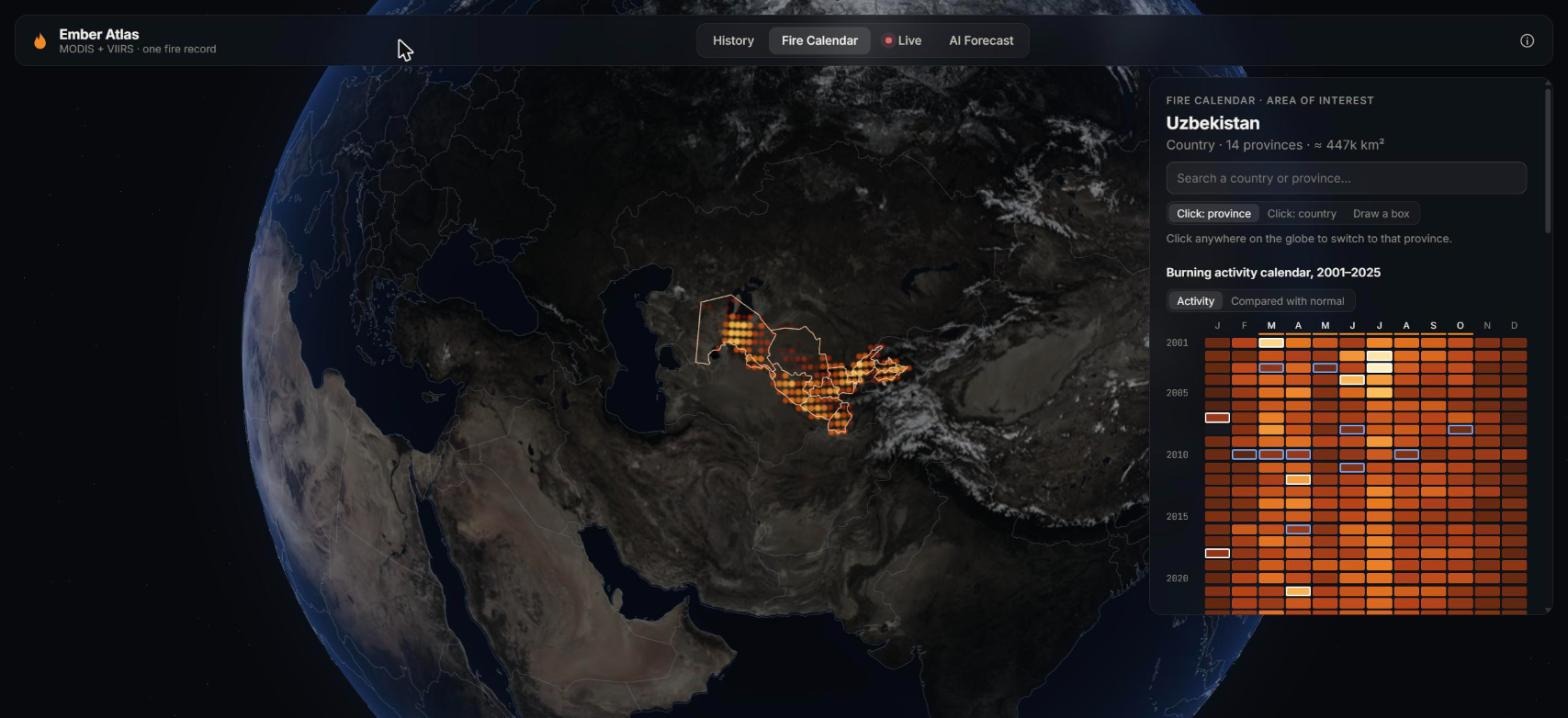 Ember Atlas
MODIS + VIIRS · one fire record
History Fire Calendar Live AI Forecast
FIRE CALENDAR · AREA OF INTEREST
Uzbekistan
Country · 14 provinces · ≈ 447k km²
Search a country or province...
Click: province Click: country Draw a box
Click anywhere on the globe to switch to that province.
Burning activity calendar, 2001–2025
Activity Compared with normal
J F M A M J J A S O N D
2001
2005
2010
2015
2020